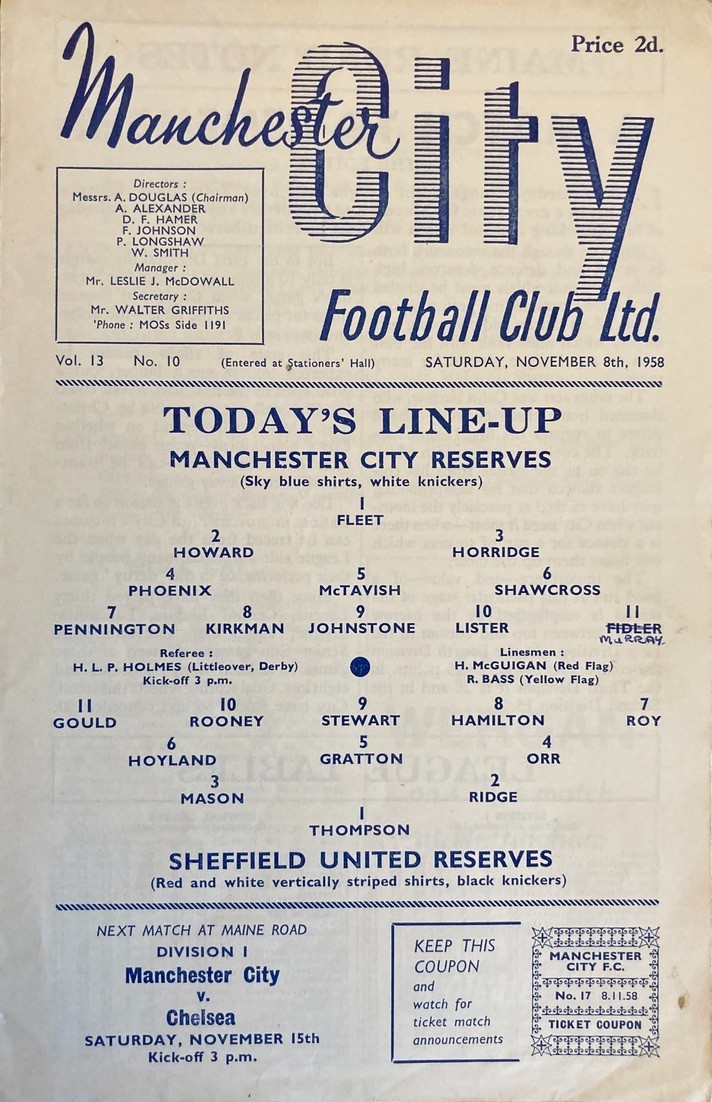 Price 2d.
Manchester City
Football Club Ltd.
Directors :
Messrs. A. DOUGLAS (Chairman)
A. ALEXANDER
D. F. HAMER
F. JOHNSON
P. LONGSHAW
W. SMITH
Manager :
Mr. LESLIE J. McDOWALL
Secretary :
Mr. WALTER GRIFFITHS
'Phone : MOSs Side 1191
Vol. 13 No. 10 (Entered at Stationers' Hall) SATURDAY, NOVEMBER 8th, 1958
TODAY'S LINE-UP
MANCHESTER CITY RESERVES
(Sky blue shirts, white knickers)
1
FLEET
2 3
HOWARD HORRIDGE
4 5 6
PHOENIX McTAVISH SHAWCROSS
7 8 9 10 11
PENNINGTON KIRKMAN JOHNSTONE LISTER FIDLER
MURRAY
Referee :
H. L. P. HOLMES (Littleover, Derby)
Kick-off 3 p.m.
Linesmen :
H. McGUIGAN (Red Flag)
R. BASS (Yellow Flag)
11 10 9 8 7
GOULD ROONEY STEWART HAMILTON ROY
6 5 4
HOYLAND GRATTON ORR
3 2
MASON RIDGE
1
THOMPSON
SHEFFIELD UNITED RESERVES
(Red and white vertically striped shirts, black knickers)
NEXT MATCH AT MAINE ROAD
DIVISION I
Manchester City
v.
Chelsea
SATURDAY, NOVEMBER 15th
Kick-off 3 p.m.
KEEP THIS
COUPON
and
watch for
ticket match
announcements
MANCHESTER
CITY F.C.
No. 17 8.11.58
TICKET COUPON